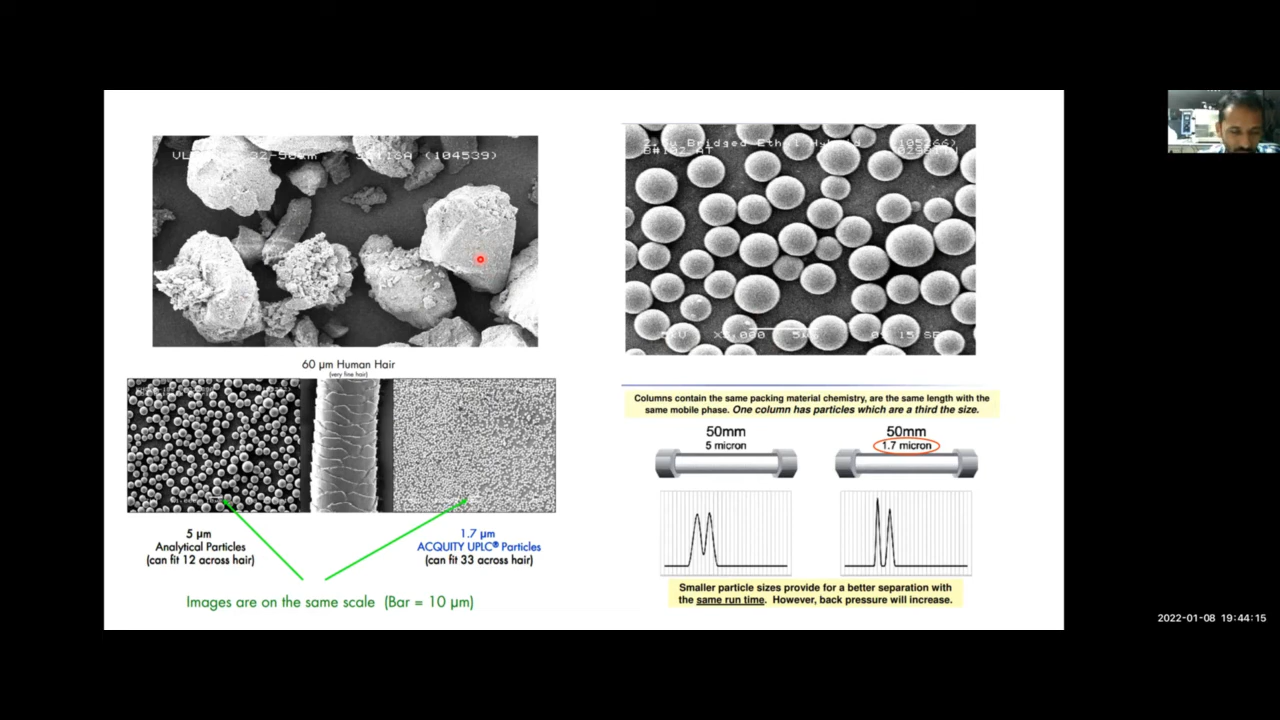 (104539)
60 μm Human Hair
(very fine hair)
5 μm
Analytical Particles
(can fit 12 across hair)
1.7 μm
ACQUITY UPLC® Particles
(can fit 33 across hair)
Images are on the same scale (Bar = 10 μm)
Bridged
Columns contain the same packing material chemistry, are the same length with the
same mobile phase. One column has particles which are a third the size.
50mm
5 micron
50mm
1.7 micron
Smaller particle sizes provide for a better separation with
the same run time. However, back pressure will increase.
2022-01-08 19:44:15